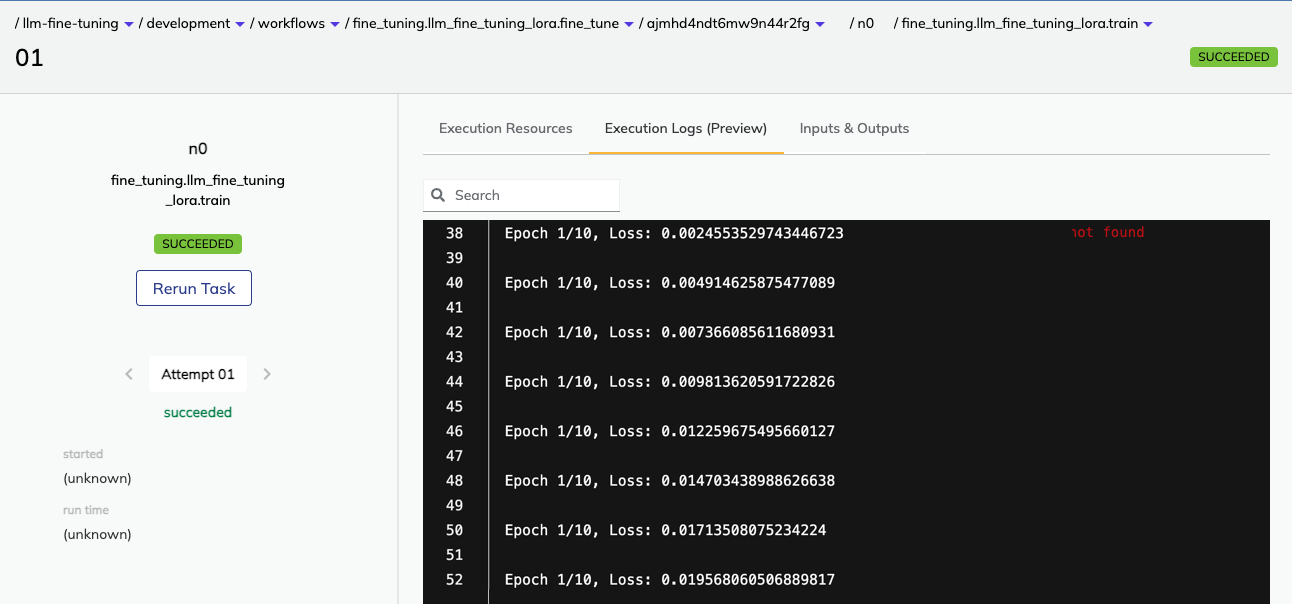 / llm-fine-tuning / development / workflows / fine_tuning.llm_fine_tuning_lora.fine_tune / ajmhd4ndt6mw9n44r2fg / n0 / fine_tuning.llm_fine_tuning_lora.train
01
SUCCEEDED
n0
fine_tuning.llm_fine_tuning
_lora.train
SUCCEEDED
Rerun Task
Attempt 01
succeeded
started
(unknown)
run time
(unknown)
Execution Resources Execution Logs (Preview) Inputs & Outputs
Search
38 Epoch 1/10, Loss: 0.0024553529743446723 not found
39
40 Epoch 1/10, Loss: 0.004914625875477089
41
42 Epoch 1/10, Loss: 0.007366085611680931
43
44 Epoch 1/10, Loss: 0.009813620591722826
45
46 Epoch 1/10, Loss: 0.012259675495660127
47
48 Epoch 1/10, Loss: 0.014703438988626638
49
50 Epoch 1/10, Loss: 0.01713508075234224
51
52 Epoch 1/10, Loss: 0.019568060506889817